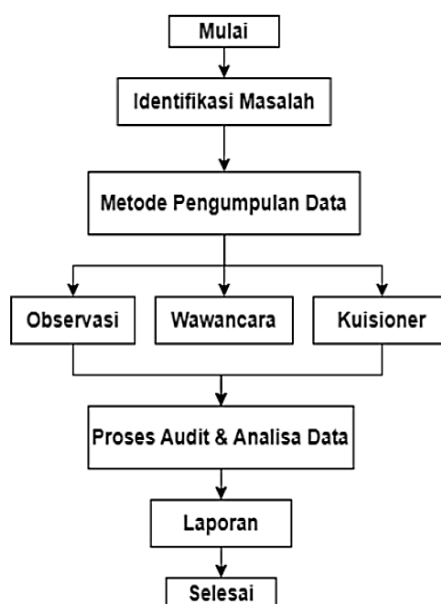 Mulai
Identifikasi Masalah
Metode Pengumpulan Data
Observasi
Wawancara
Kuisioner
Proses Audit & Analisa Data
Laporan
Selesai